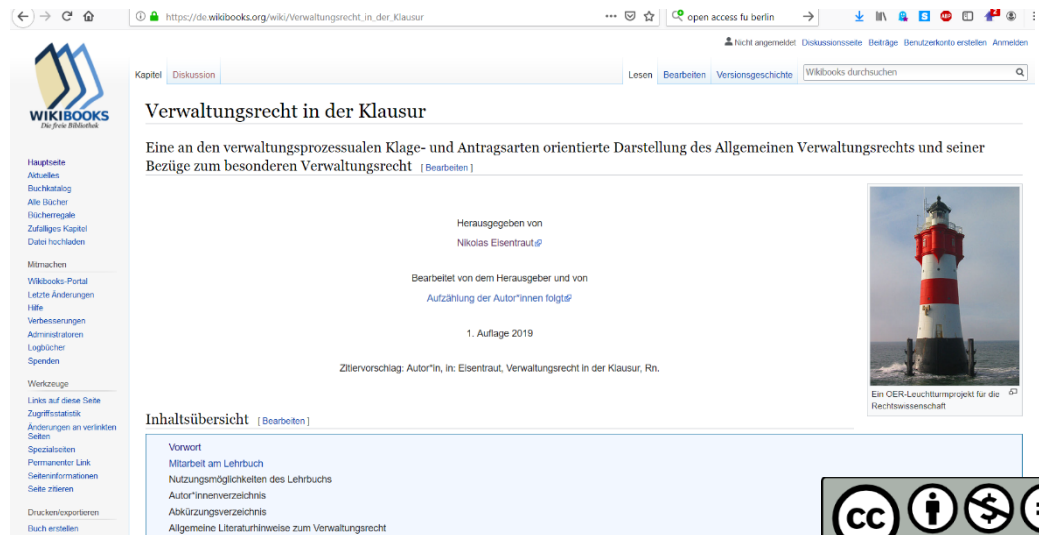 https://de.wikibooks.org/wiki/Verwaltungsrecht_in_der_Klausur
open access fu berlin
Nicht angemeldet Diskussionsseite Beiträge Benutzerkonto erstellen Anmelden
Kapitel Diskussion
Lesen Bearbeiten Versionsgeschichte
Wikibooks durchsuchen
WIKIBOOKS
Die freie Bibliothek
Hauptseite
Aktuelles
Buchkatalog
Alle Bücher
Bücherregale
Zufälliges Kapitel
Datei hochladen
Mitmachen
Wikibooks-Portal
Letzte Änderungen
Hilfe
Verbesserungen
Administratoren
Logbücher
Spenden
Werkzeuge
Links auf diese Seite
Zugriffsstatistik
Änderungen an verlinkten
Seiten
Spezialseiten
Permanenter Link
Seiteninformationen
Seite zitieren
Drucken/exportieren
Buch erstellen
Verwaltungsrecht in der Klausur
Eine an den verwaltungsprozessualen Klage- und Antragsarten orientierte Darstellung des Allgemeinen Verwaltungsrechts und seiner
Bezüge zum besonderen Verwaltungsrecht [ Bearbeiten ]
Herausgegeben von
Nikolas Eisentraut
Bearbeitet von dem Herausgeber und von
Aufzählung der Autor*innen folgt
1. Auflage 2019
Zitiervorschlag: Autor*in, in: Eisentraut, Verwaltungsrecht in der Klausur, Rn.
Ein OER-Leuchtturmprojekt für die
Rechtswissenschaft
Inhaltsübersicht [ Bearbeiten ]
Vorwort
Mitarbeit am Lehrbuch
Nutzungsmöglichkeiten des Lehrbuchs
Autor*innenverzeichnis
Abkürzungsverzeichnis
Allgemeine Literaturhinweise zum Verwaltungsrecht
cc